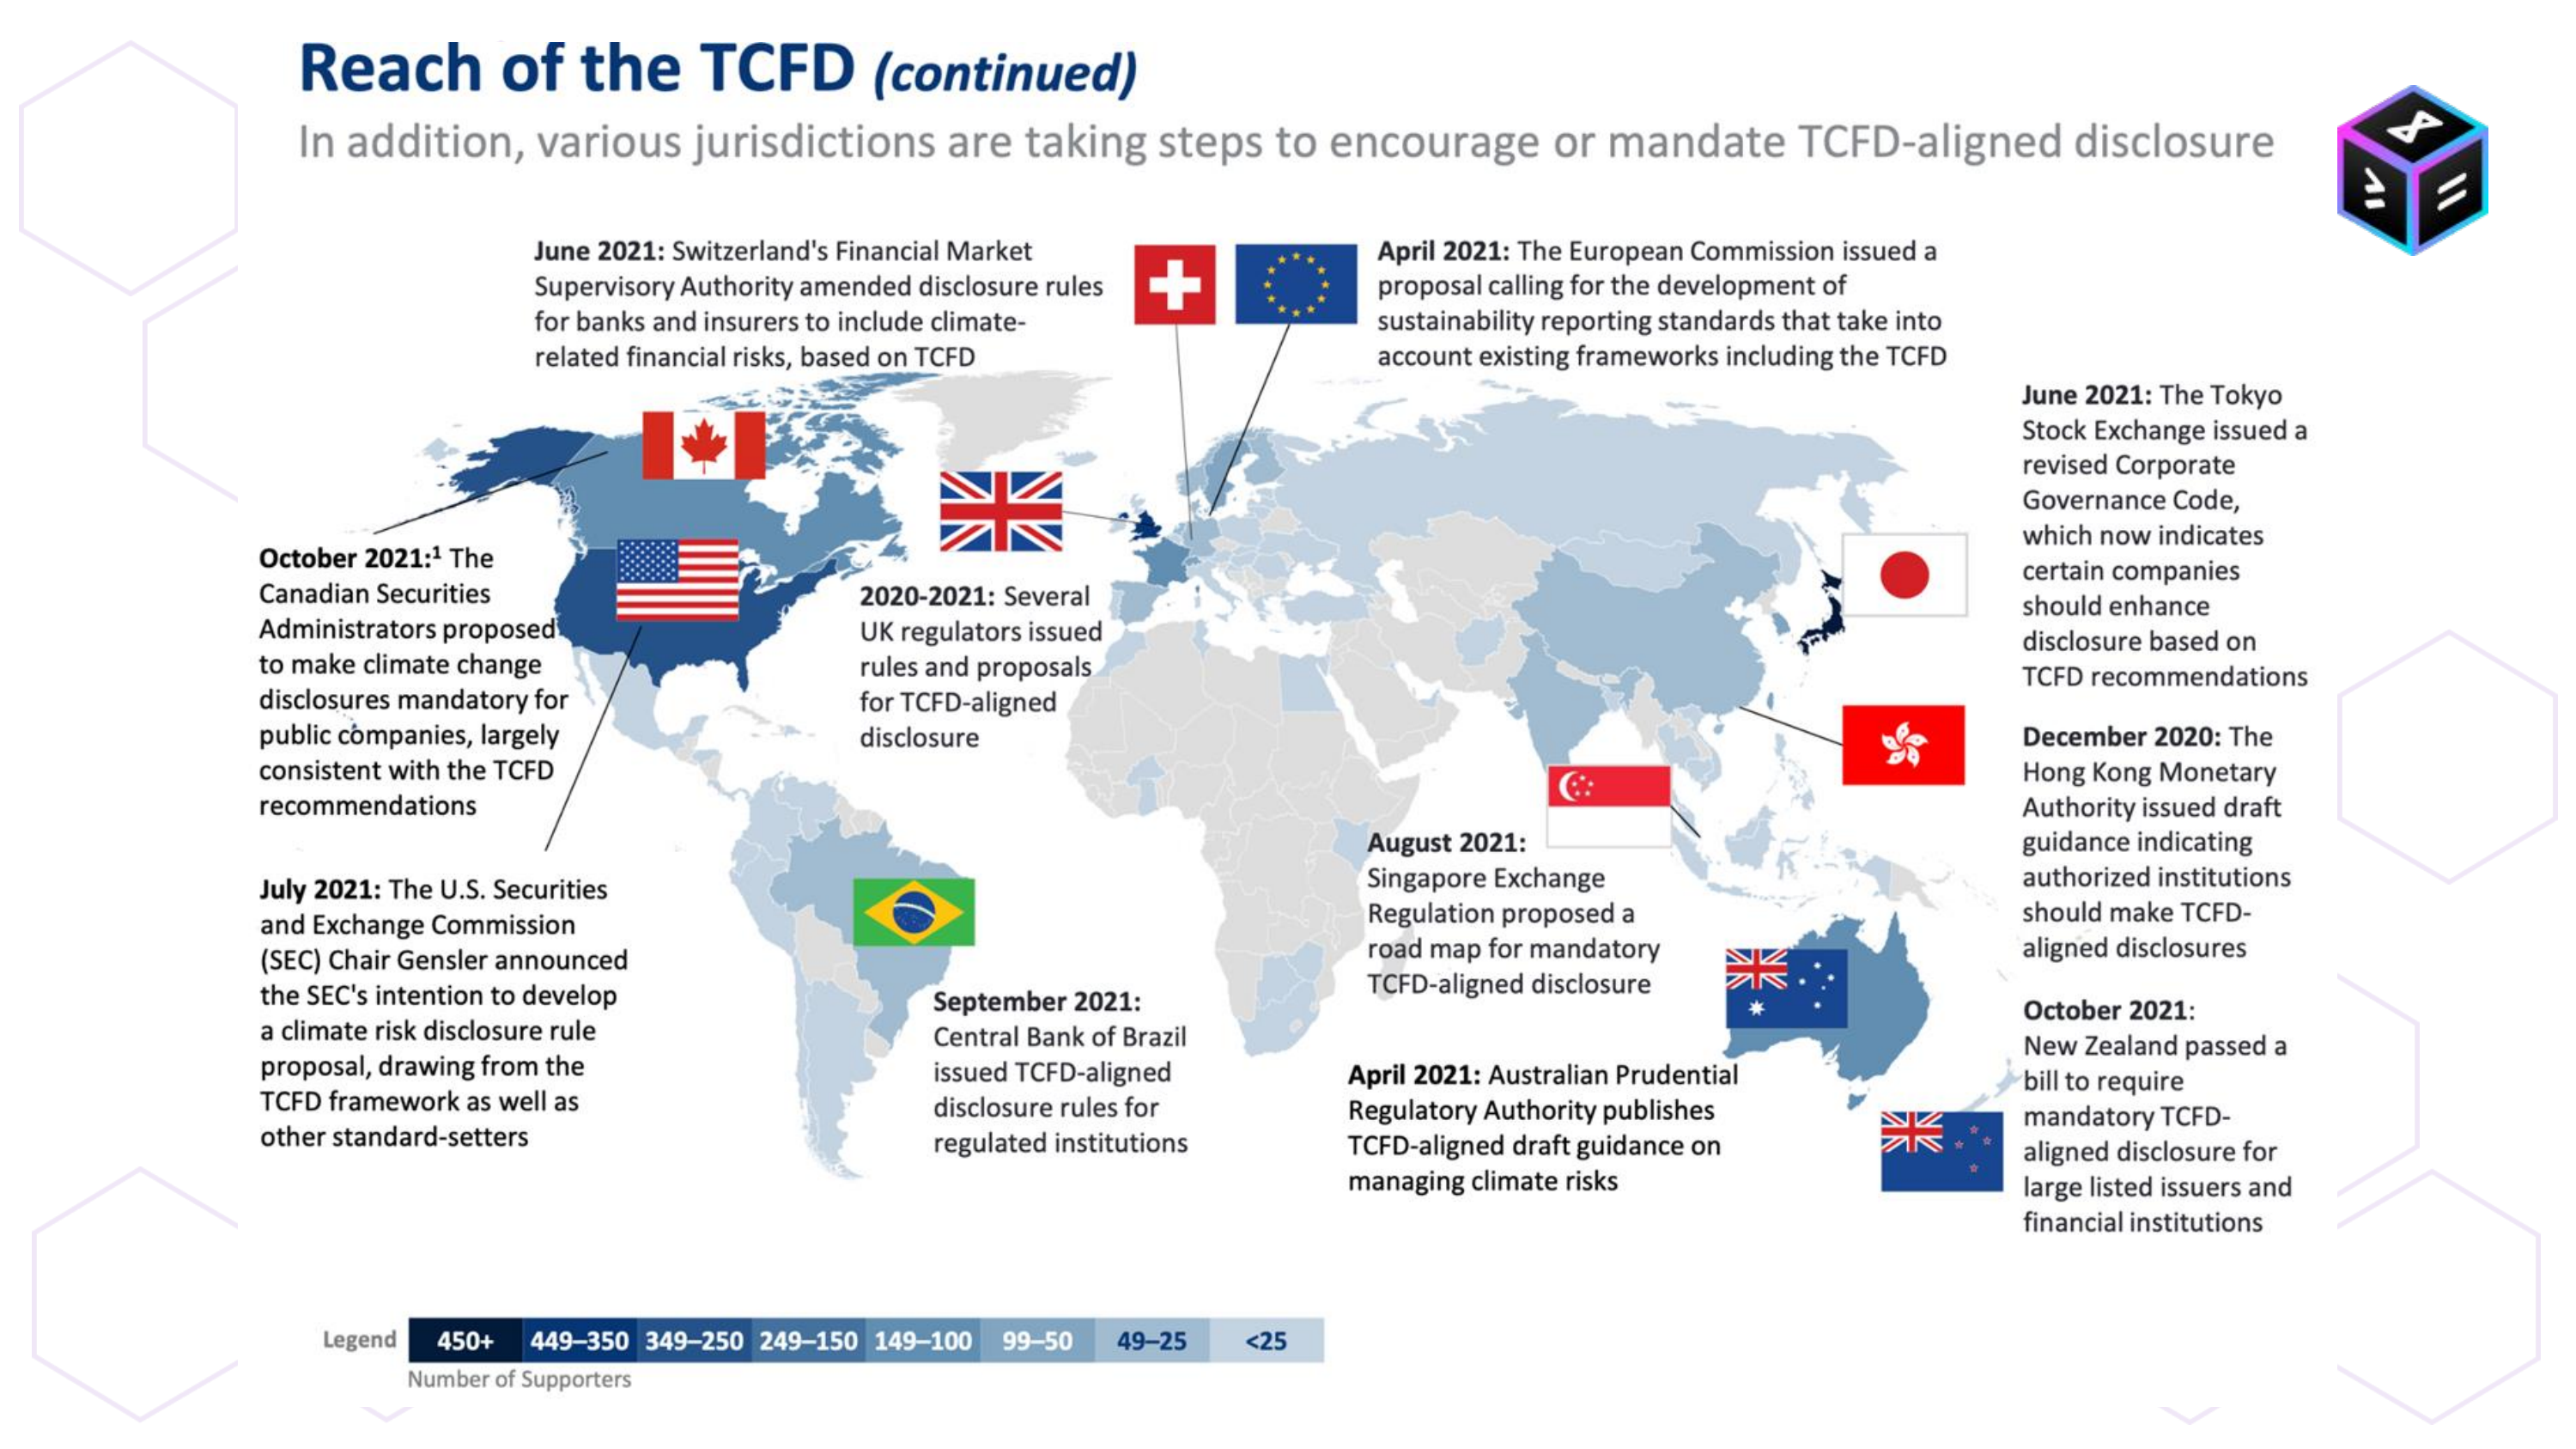 Reach of the TCFD (continued)
In addition, various jurisdictions are taking steps to encourage or mandate TCFD-aligned disclosure
June 2021: Switzerland's Financial Market
Supervisory Authority amended disclosure rules
for banks and insurers to include climate-
related financial risks, based on TCFD
April 2021: The European Commission issued a
proposal calling for the development of
sustainability reporting standards that take into
account existing frameworks including the TCFD
October 2021:¹ The
Canadian Securities
Administrators proposed
to make climate change
disclosures mandatory for
public companies, largely
consistent with the TCFD
recommendations
July 2021: The U.S. Securities
and Exchange Commission
(SEC) Chair Gensler announced
the SEC's intention to develop
a climate risk disclosure rule
proposal, drawing from the
TCFD framework as well as
other standard-setters
2020-2021: Several
UK regulators issued
rules and proposals
for TCFD-aligned
disclosure
September 2021:
Central Bank of Brazil
issued TCFD-aligned
disclosure rules for
regulated institutions
August 2021:
Singapore Exchange
Regulation proposed a
road map for mandatory
TCFD-aligned disclosure
April 2021: Australian Prudential
Regulatory Authority publishes
TCFD-aligned draft guidance on
managing climate risks
June 2021: The Tokyo
Stock Exchange issued a
revised Corporate
Governance Code,
which now indicates
certain companies
should enhance
disclosure based on
TCFD recommendations
December 2020: The
Hong Kong Monetary
Authority issued draft
guidance indicating
authorized institutions
should make TCFD-
aligned disclosures
October 2021:
New Zealand passed a
bill to require
mandatory TCFD-
aligned disclosure for
large listed issuers and
financial institutions
Legend 450+ 449–350 349–250 249–150 149–100 99–50 49–25 <25
Number of Supporters